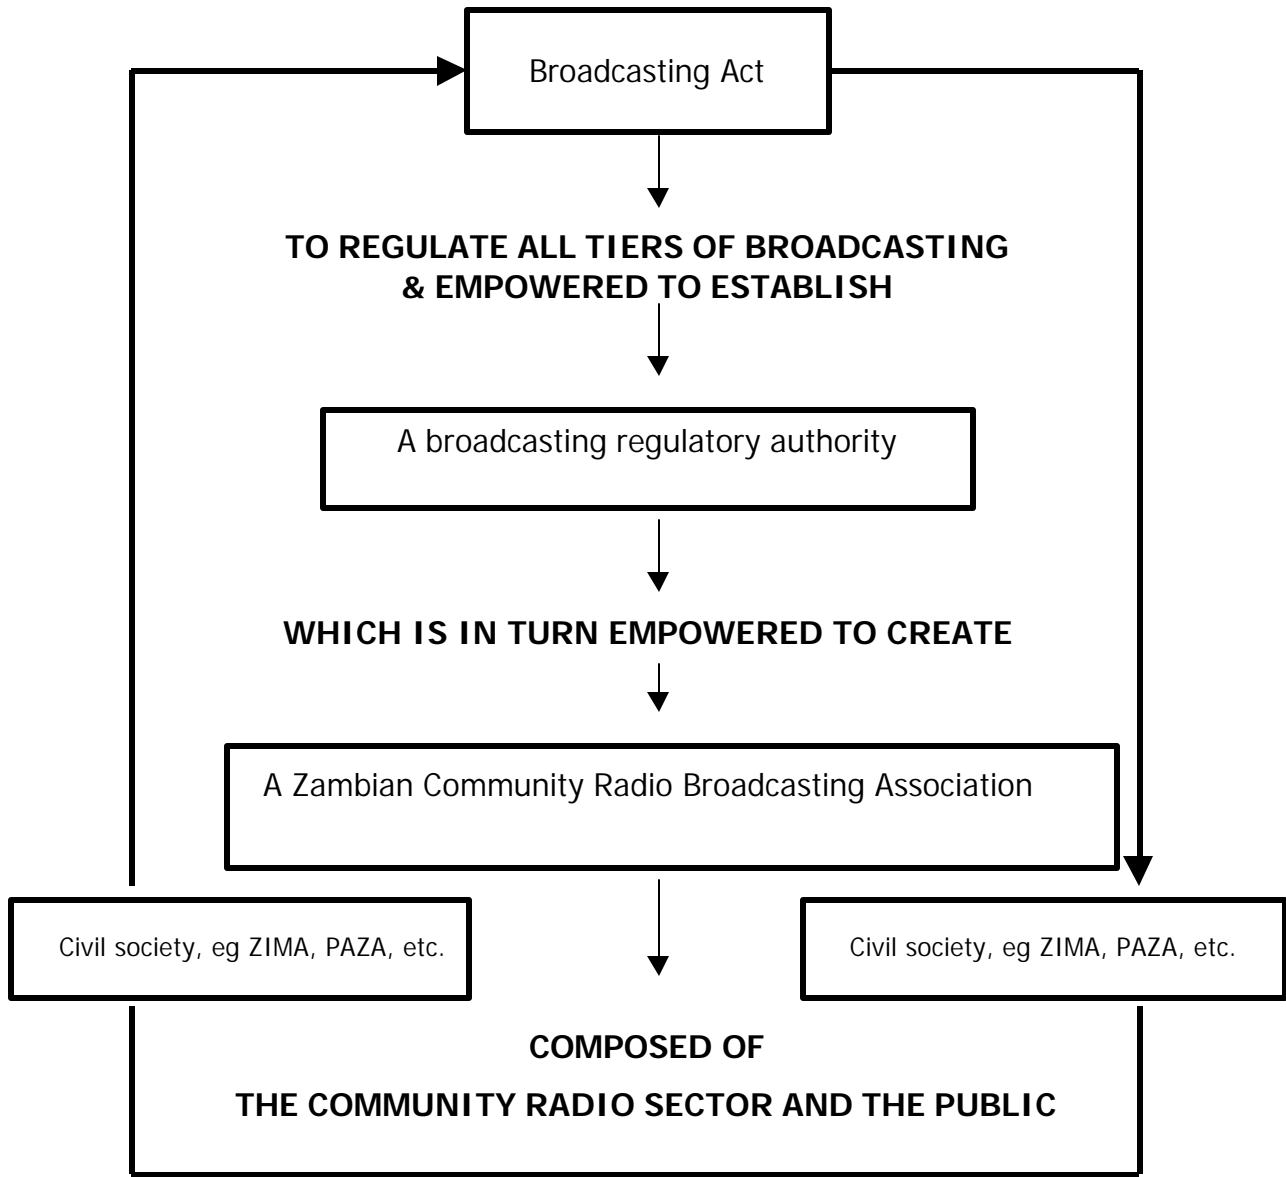 Broadcasting Act
TO REGULATE ALL TIERS OF BROADCASTING
& EMPOWERED TO ESTABLISH
A broadcasting regulatory authority
WHICH IS IN TURN EMPOWERED TO CREATE
A Zambian Community Radio Broadcasting Association
Civil society, eg ZIMA, PAZA, etc.
Civil society, eg ZIMA, PAZA, etc.
COMPOSED OF
THE COMMUNITY RADIO SECTOR AND THE PUBLIC